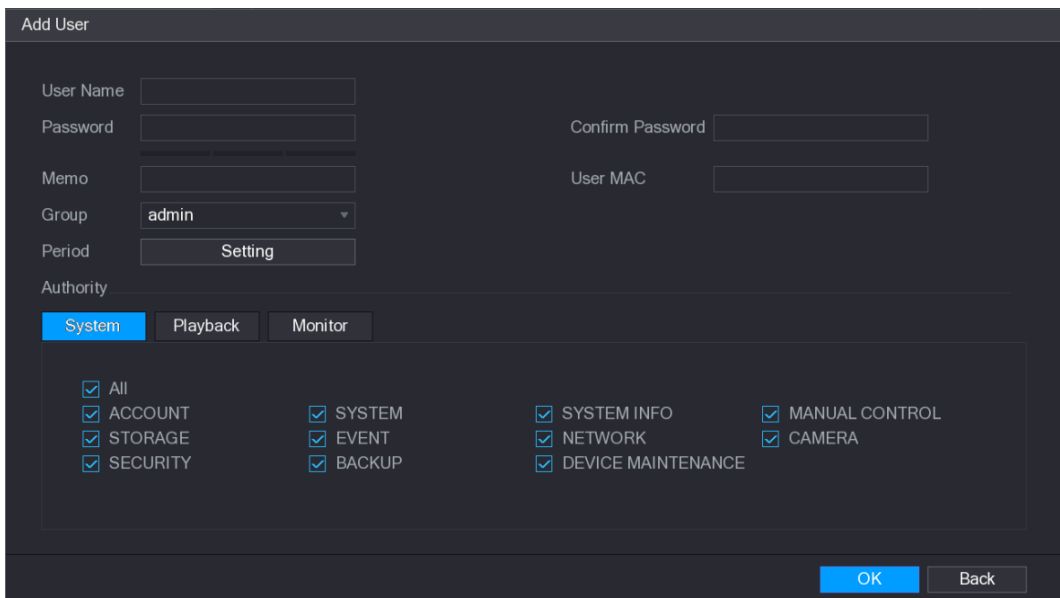 Add User
User Name
Password Confirm Password
Memo User MAC
Group admin
Period Setting
Authority
System Playback Monitor
All
ACCOUNT SYSTEM SYSTEM INFO MANUAL CONTROL
STORAGE EVENT NETWORK CAMERA
SECURITY BACKUP DEVICE MAINTENANCE
OK Back